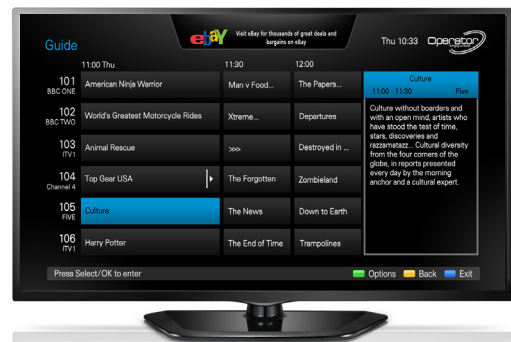 Guide
ebay
Visit eBay for thousands of great deals and
bargains on eBay
Thu 10:33
Operator
11:00 Thu
11:30
12:00
101
BBC ONE
American Ninja Warrior
Man v Food...
The Papers...
102
BBC TWO
World's Greatest Motorcycle Rides
Xtreme...
Departures
103
ITV1
Animal Rescue
>>>
Destroyed in ...
104
Channel 4
Top Gear USA
The Forgotten
Zombieland
105
FIVE
Culture
The News
Down to Earth
106
ITV1
Harry Potter
The End of Time
Trampolines
Culture
11:00 - 11:30
Five
Culture without boarders and
with an open mind, artists who
have stood the test of time,
stars, discoveries and
razzamatazz... Cultural diversity
from the four corners of the
globe, in reports presented
every day by the morning
anchor and a cultural expert.
Press Select/OK to enter
Options
Back
Exit